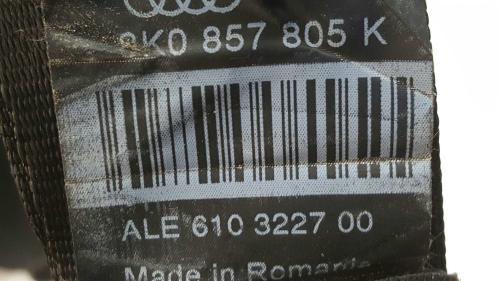 8K0 857 805 K
ALE 610 3227 00
Made in Romania